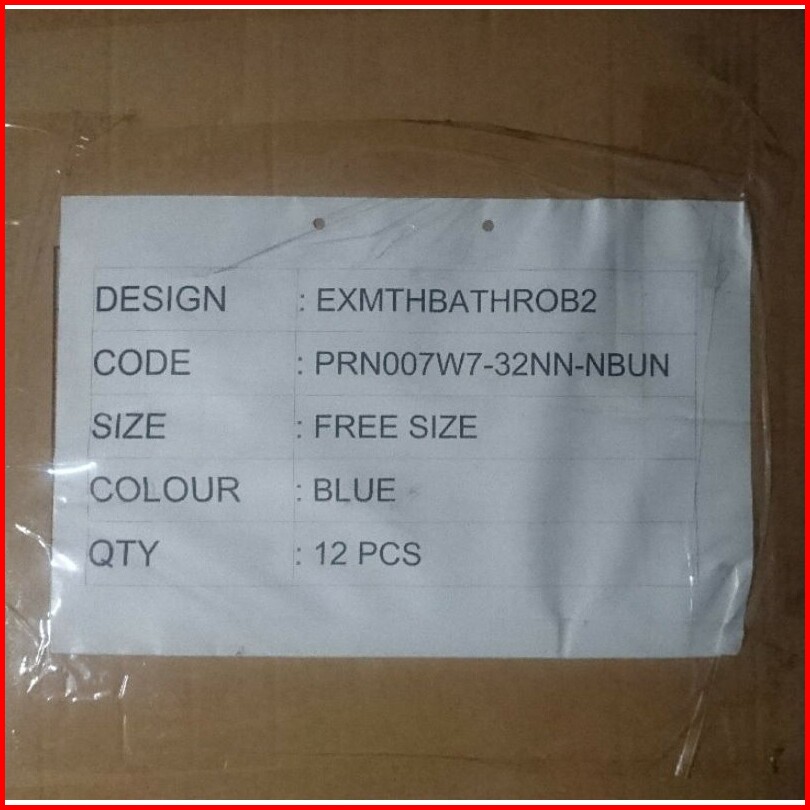 DESIGN : EXMTHBATHROB2
CODE : PRN007W7-32NN-NBUN
SIZE : FREE SIZE
COLOUR : BLUE
QTY : 12 PCS